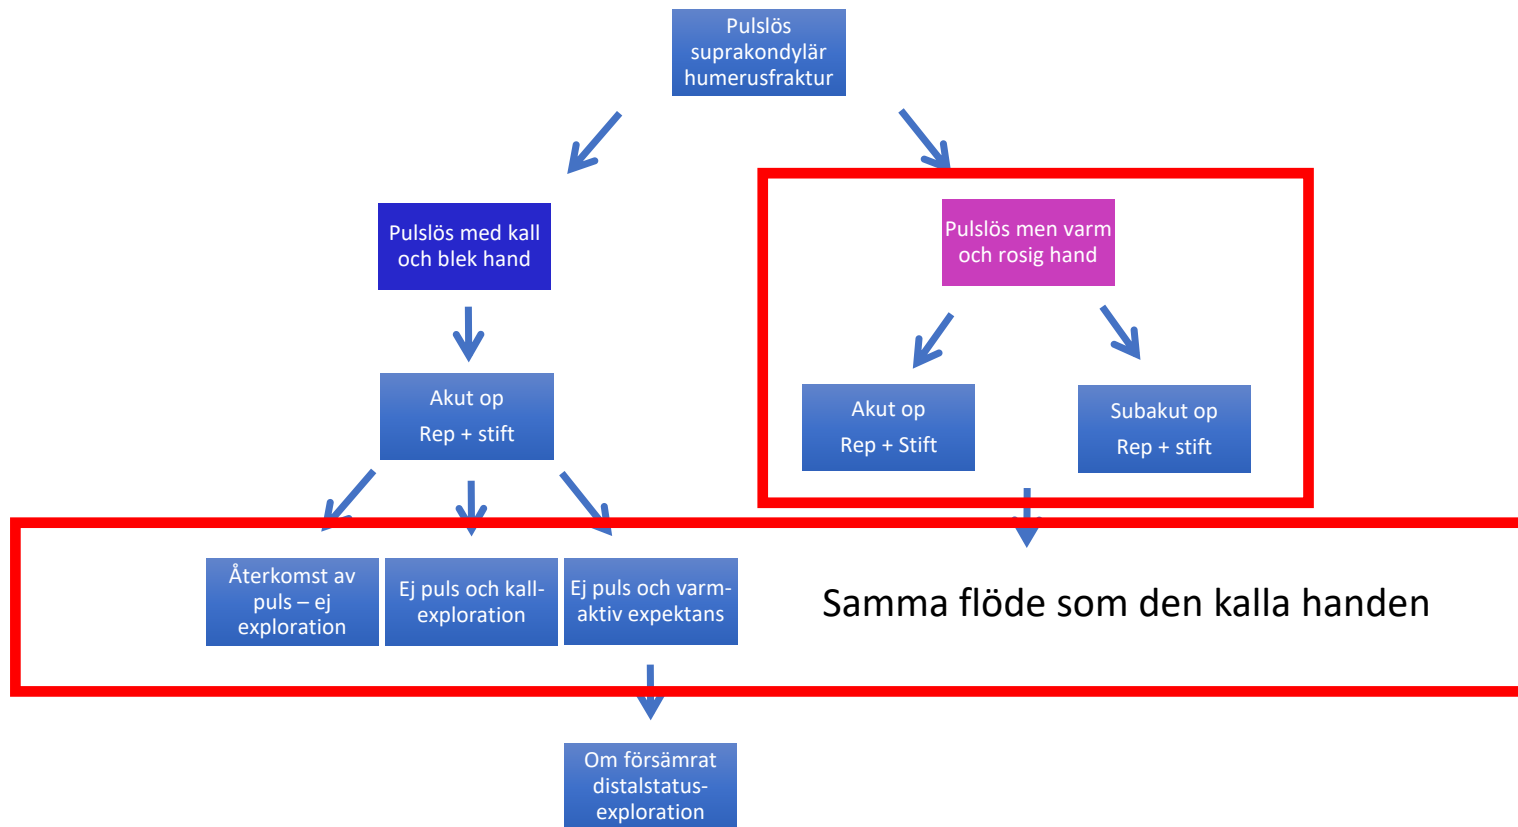 Pulslös
suprakondylär
humerusfraktur
Pulslös med kall
och blek hand
Pulslös men varm
och rosig hand
Akut op
Rep + stift
Akut op
Rep + Stift
Subakut op
Rep + stift
Återkomst av
puls – ej
exploration
Ej puls och kall-
exploration
Ej puls och varm-
aktiv expektans
Samma flöde som den kalla handen
Om försämrat
distalstatus-
exploration